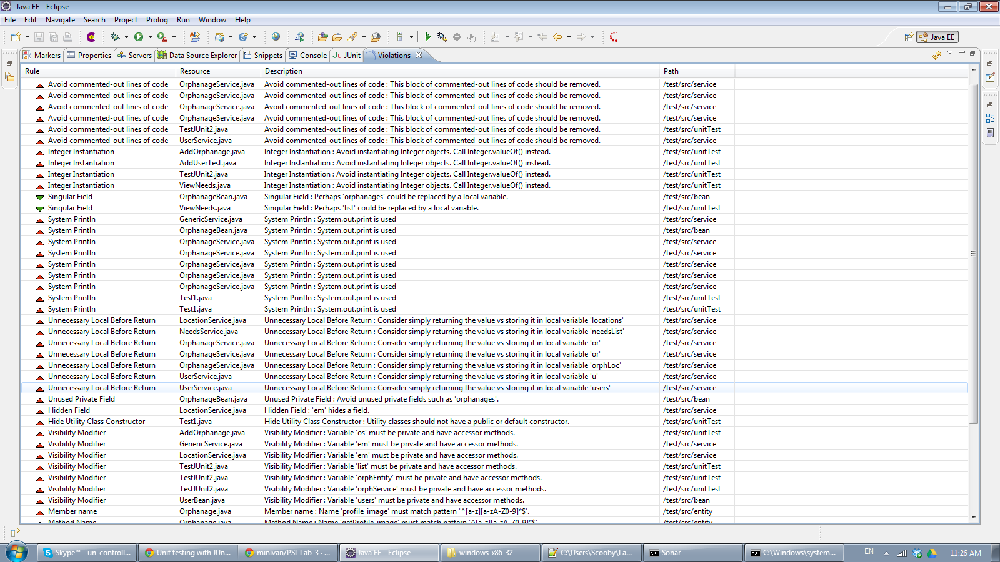 Java EE - Eclipse
File Edit Navigate Search Project Prolog Run Window Help
Java EE
Markers Properties Servers Data Source Explorer Snippets Console JUnit Violations
Rule Resource Description Path
Avoid commented-out lines of code OrphanageService.java Avoid commented-out lines of code : This block of commented-out lines of code should be removed. /test/src/service
Avoid commented-out lines of code OrphanageService.java Avoid commented-out lines of code : This block of commented-out lines of code should be removed. /test/src/service
Avoid commented-out lines of code OrphanageService.java Avoid commented-out lines of code : This block of commented-out lines of code should be removed. /test/src/service
Avoid commented-out lines of code OrphanageService.java Avoid commented-out lines of code : This block of commented-out lines of code should be removed. /test/src/service
Avoid commented-out lines of code TestJUnit2.java Avoid commented-out lines of code : This block of commented-out lines of code should be removed. /test/src/unitTest
Avoid commented-out lines of code UserService.java Avoid commented-out lines of code : This block of commented-out lines of code should be removed. /test/src/service
Integer Instantiation AddOrphanage.java Integer Instantiation : Avoid instantiating Integer objects. Call Integer.valueOf() instead. /test/src/unitTest
Integer Instantiation AddUserTest.java Integer Instantiation : Avoid instantiating Integer objects. Call Integer.valueOf() instead. /test/src/unitTest
Integer Instantiation TestJUnit2.java Integer Instantiation : Avoid instantiating Integer objects. Call Integer.valueOf() instead. /test/src/unitTest
Integer Instantiation ViewNeeds.java Integer Instantiation : Avoid instantiating Integer objects. Call Integer.valueOf() instead. /test/src/unitTest
Singular Field OrphanageBean.java Singular Field : Perhaps 'orphanages' could be replaced by a local variable. /test/src/bean
Singular Field ViewNeeds.java Singular Field : Perhaps 'list' could be replaced by a local variable. /test/src/unitTest
System Println GenericService.java System Println : System.out.print is used /test/src/service
System Println OrphanageBean.java System Println : System.out.print is used /test/src/bean
System Println OrphanageService.java System Println : System.out.print is used /test/src/service
System Println OrphanageService.java System Println : System.out.print is used /test/src/service
System Println OrphanageService.java System Println : System.out.print is used /test/src/service
System Println OrphanageService.java System Println : System.out.print is used /test/src/service
System Println OrphanageService.java System Println : System.out.print is used /test/src/service
System Println Test1.java System Println : System.out.print is used /test/src/unitTest
System Println Test1.java System Println : System.out.print is used /test/src/unitTest
Unnecessary Local Before Return LocationService.java Unnecessary Local Before Return : Consider simply returning the value vs storing it in local variable 'locations' /test/src/service
Unnecessary Local Before Return NeedsService.java Unnecessary Local Before Return : Consider simply returning the value vs storing it in local variable 'needsList' /test/src/service
Unnecessary Local Before Return OrphanageService.java Unnecessary Local Before Return : Consider simply returning the value vs storing it in local variable 'or' /test/src/service
Unnecessary Local Before Return OrphanageService.java Unnecessary Local Before Return : Consider simply returning the value vs storing it in local variable 'or' /test/src/service
Unnecessary Local Before Return OrphanageService.java Unnecessary Local Before Return : Consider simply returning the value vs storing it in local variable 'orphLoc' /test/src/service
Unnecessary Local Before Return UserService.java Unnecessary Local Before Return : Consider simply returning the value vs storing it in local variable 'u' /test/src/service
Unnecessary Local Before Return UserService.java Unnecessary Local Before Return : Consider simply returning the value vs storing it in local variable 'users' /test/src/service
Unused Private Field OrphanageBean.java Unused Private Field : Avoid unused private fields such as 'orphanages'. /test/src/bean
Hidden Field LocationService.java Hidden Field : 'em' hides a field. /test/src/service
Hide Utility Class Constructor Test1.java Hide Utility Class Constructor : Utility classes should not have a public or default constructor. /test/src/unitTest
Visibility Modifier AddOrphanage.java Visibility Modifier : Variable 'os' must be private and have accessor methods. /test/src/unitTest
Visibility Modifier GenericService.java Visibility Modifier : Variable 'em' must be private and have accessor methods. /test/src/service
Visibility Modifier LocationService.java Visibility Modifier : Variable 'em' must be private and have accessor methods. /test/src/service
Visibility Modifier TestJUnit2.java Visibility Modifier : Variable 'list' must be private and have accessor methods. /test/src/unitTest
Visibility Modifier TestJUnit2.java Visibility Modifier : Variable 'orphEntity' must be private and have accessor methods. /test/src/unitTest
Visibility Modifier TestJUnit2.java Visibility Modifier : Variable 'orphService' must be private and have accessor methods. /test/src/unitTest
Visibility Modifier UserBean.java Visibility Modifier : Variable 'users' must be private and have accessor methods. /test/src/bean
Member name Orphanage.java Member name : Name 'profile_image' must match pattern '^[a-z][a-zA-Z0-9]*$'. /test/src/entity
Method Name Orphanage.java Method Name : Name 'getProfile_image' must match pattern '^[a-z][a-zA-Z0-9]*$'. /test/src/entity
Skype™ - un_controll... Unit testing with JUn... minivan/PSI-Lab-3 · ... Java EE - Eclipse windows-x86-32 C:\Users\Scooby\La... Sonar C:\Windows\system... EN 11:26 AM